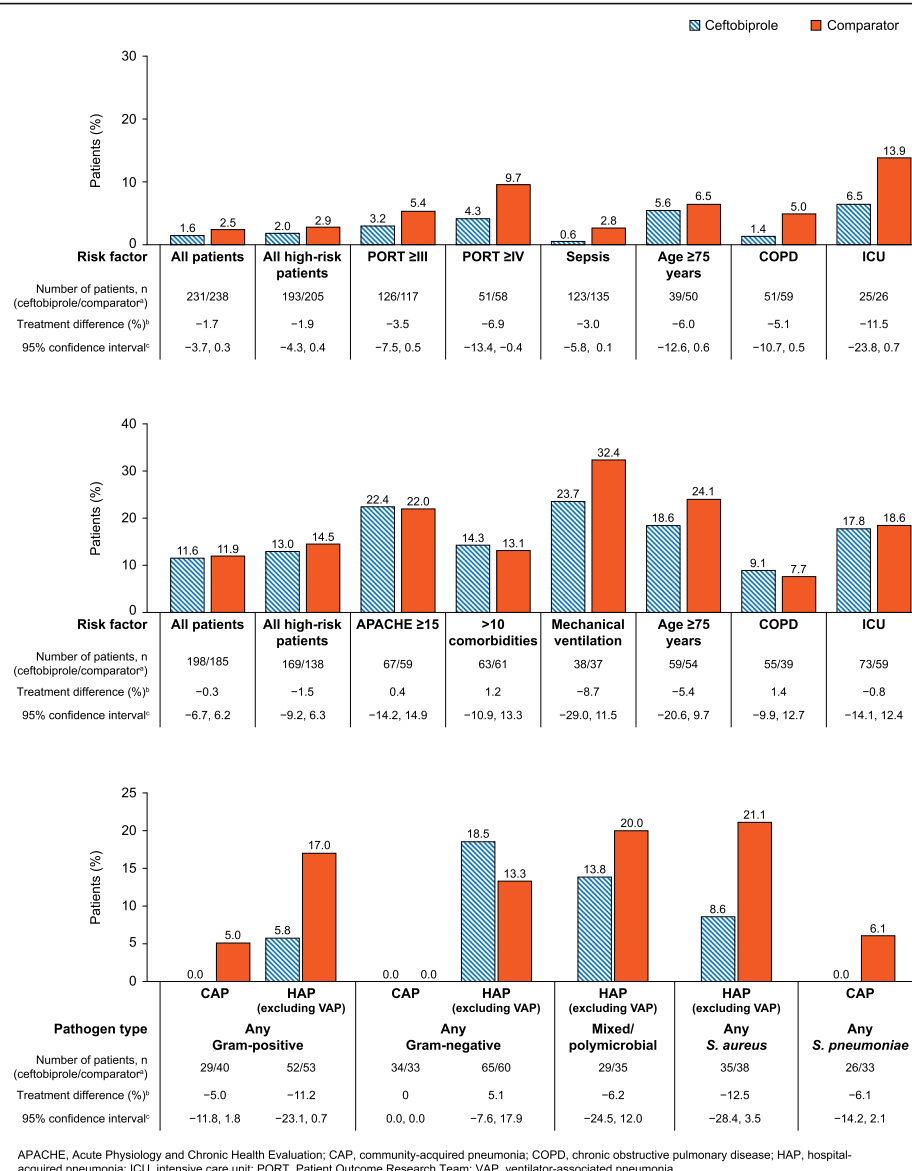 Ceftobiprole Comparator
30
20
10
0
Patients (%)
1.6 2.5 2.0 2.9 3.2 5.4 4.3 9.7 0.6 2.8 5.6 6.5 1.4 5.0 6.5 13.9
Risk factor All patients All high-risk patients PORT ≥III PORT ≥IV Sepsis Age ≥75 years COPD ICU
Number of patients, n
(ceftobiprole/comparatorᵃ) 231/238 193/205 126/117 51/58 123/135 39/50 51/59 25/26
Treatment difference (%)ᵇ −1.7 −1.9 −3.5 −6.9 −3.0 −6.0 −5.1 −11.5
95% confidence intervalᶜ −3.7, 0.3 −4.3, 0.4 −7.5, 0.5 −13.4, −0.4 −5.8, 0.1 −12.6, 0.6 −10.7, 0.5 −23.8, 0.7
40
30
20
10
0
Patients (%)
11.6 11.9 13.0 14.5 22.4 22.0 14.3 13.1 23.7 32.4 18.6 24.1 9.1 7.7 17.8 18.6
Risk factor All patients All high-risk patients APACHE ≥15 >10 comorbidities Mechanical ventilation Age ≥75 years COPD ICU
Number of patients, n
(ceftobiprole/comparatorᵃ) 198/185 169/138 67/59 63/61 38/37 59/54 55/39 73/59
Treatment difference (%)ᵇ −0.3 −1.5 0.4 1.2 −8.7 −5.4 1.4 −0.8
95% confidence intervalᶜ −6.7, 6.2 −9.2, 6.3 −14.2, 14.9 −10.9, 13.3 −29.0, 11.5 −20.6, 9.7 −9.9, 12.7 −14.1, 12.4
25
20
15
10
5
0
Patients (%)
0.0 5.0 5.8 17.0 0.0 0.0 18.5 13.3 13.8 20.0 8.6 21.1 0.0 6.1
CAP HAP CAP HAP HAP HAP CAP
(excluding VAP) (excluding VAP) (excluding VAP) (excluding VAP)
Pathogen type Any Gram-positive Any Gram-negative Mixed/ polymicrobial Any S. aureus Any S. pneumoniae
Number of patients, n
(ceftobiprole/comparatorᵃ) 29/40 52/53 34/33 65/60 29/35 35/38 26/33
Treatment difference (%)ᵇ −5.0 −11.2 0 5.1 −6.2 −12.5 −6.1
95% confidence intervalᶜ −11.8, 1.8 −23.1, 0.7 0.0, 0.0 −7.6, 17.9 −24.5, 12.0 −28.4, 3.5 −14.2, 2.1
APACHE, Acute Physiology and Chronic Health Evaluation; CAP, community-acquired pneumonia; COPD, chronic obstructive pulmonary disease; HAP, hospital-
acquired pneumonia; ICU, intensive care unit; PORT, Patient Outcome Research Team; VAP, ventilator-associated pneumonia